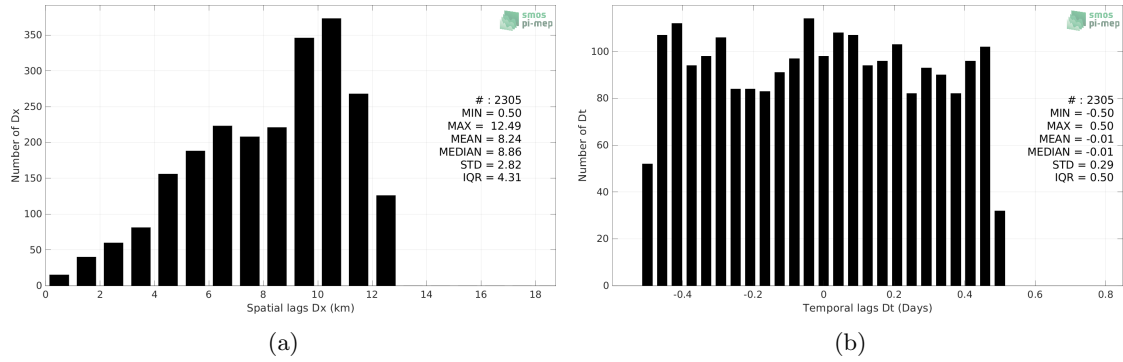 350
300
250
200
150
100
50
0
Number of Dx
0 2 4 6 8 10 12 14 16 18
Spatial lags Dx (km)
smos
pi-mep
# : 2305
MIN = 0.50
MAX = 12.49
MEAN = 8.24
MEDIAN = 8.86
STD = 2.82
IQR = 4.31
(a)
100
80
60
40
20
0
Number of Dt
-0.4 -0.2 0 0.2 0.4 0.6 0.8
Temporal lags Dt (Days)
smos
pi-mep
# : 2305
MIN = -0.50
MAX = 0.50
MEAN = -0.01
MEDIAN = -0.01
STD = 0.29
IQR = 0.50
(b)